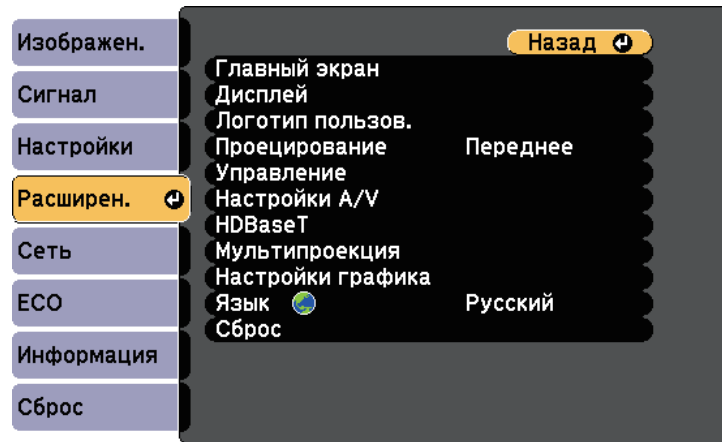 Изображен.
Сигнал
Настройки
Расширен.
Сеть
ECO
Информация
Сброс
Назад
Главный экран
Дисплей
Логотип пользов.
Проецирование Переднее
Управление
Настройки A/V
HDBaseT
Мультипроекция
Настройки графика
Язык Русский
Сброс